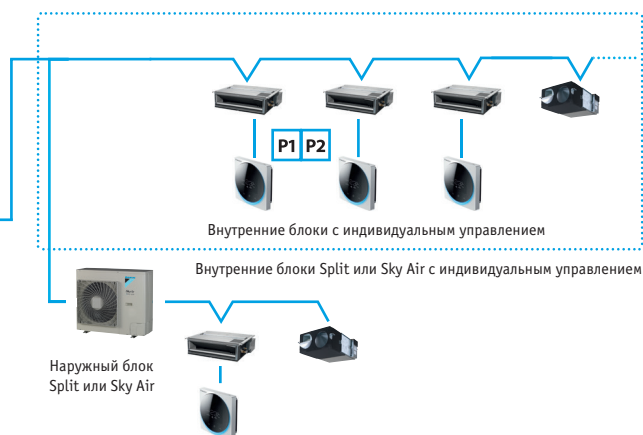 P1 P2
Внутренние блоки с индивидуальным управлением
Внутренние блоки Split или Sky Air с индивидуальным управлением
Наружный блок
Split или Sky Air